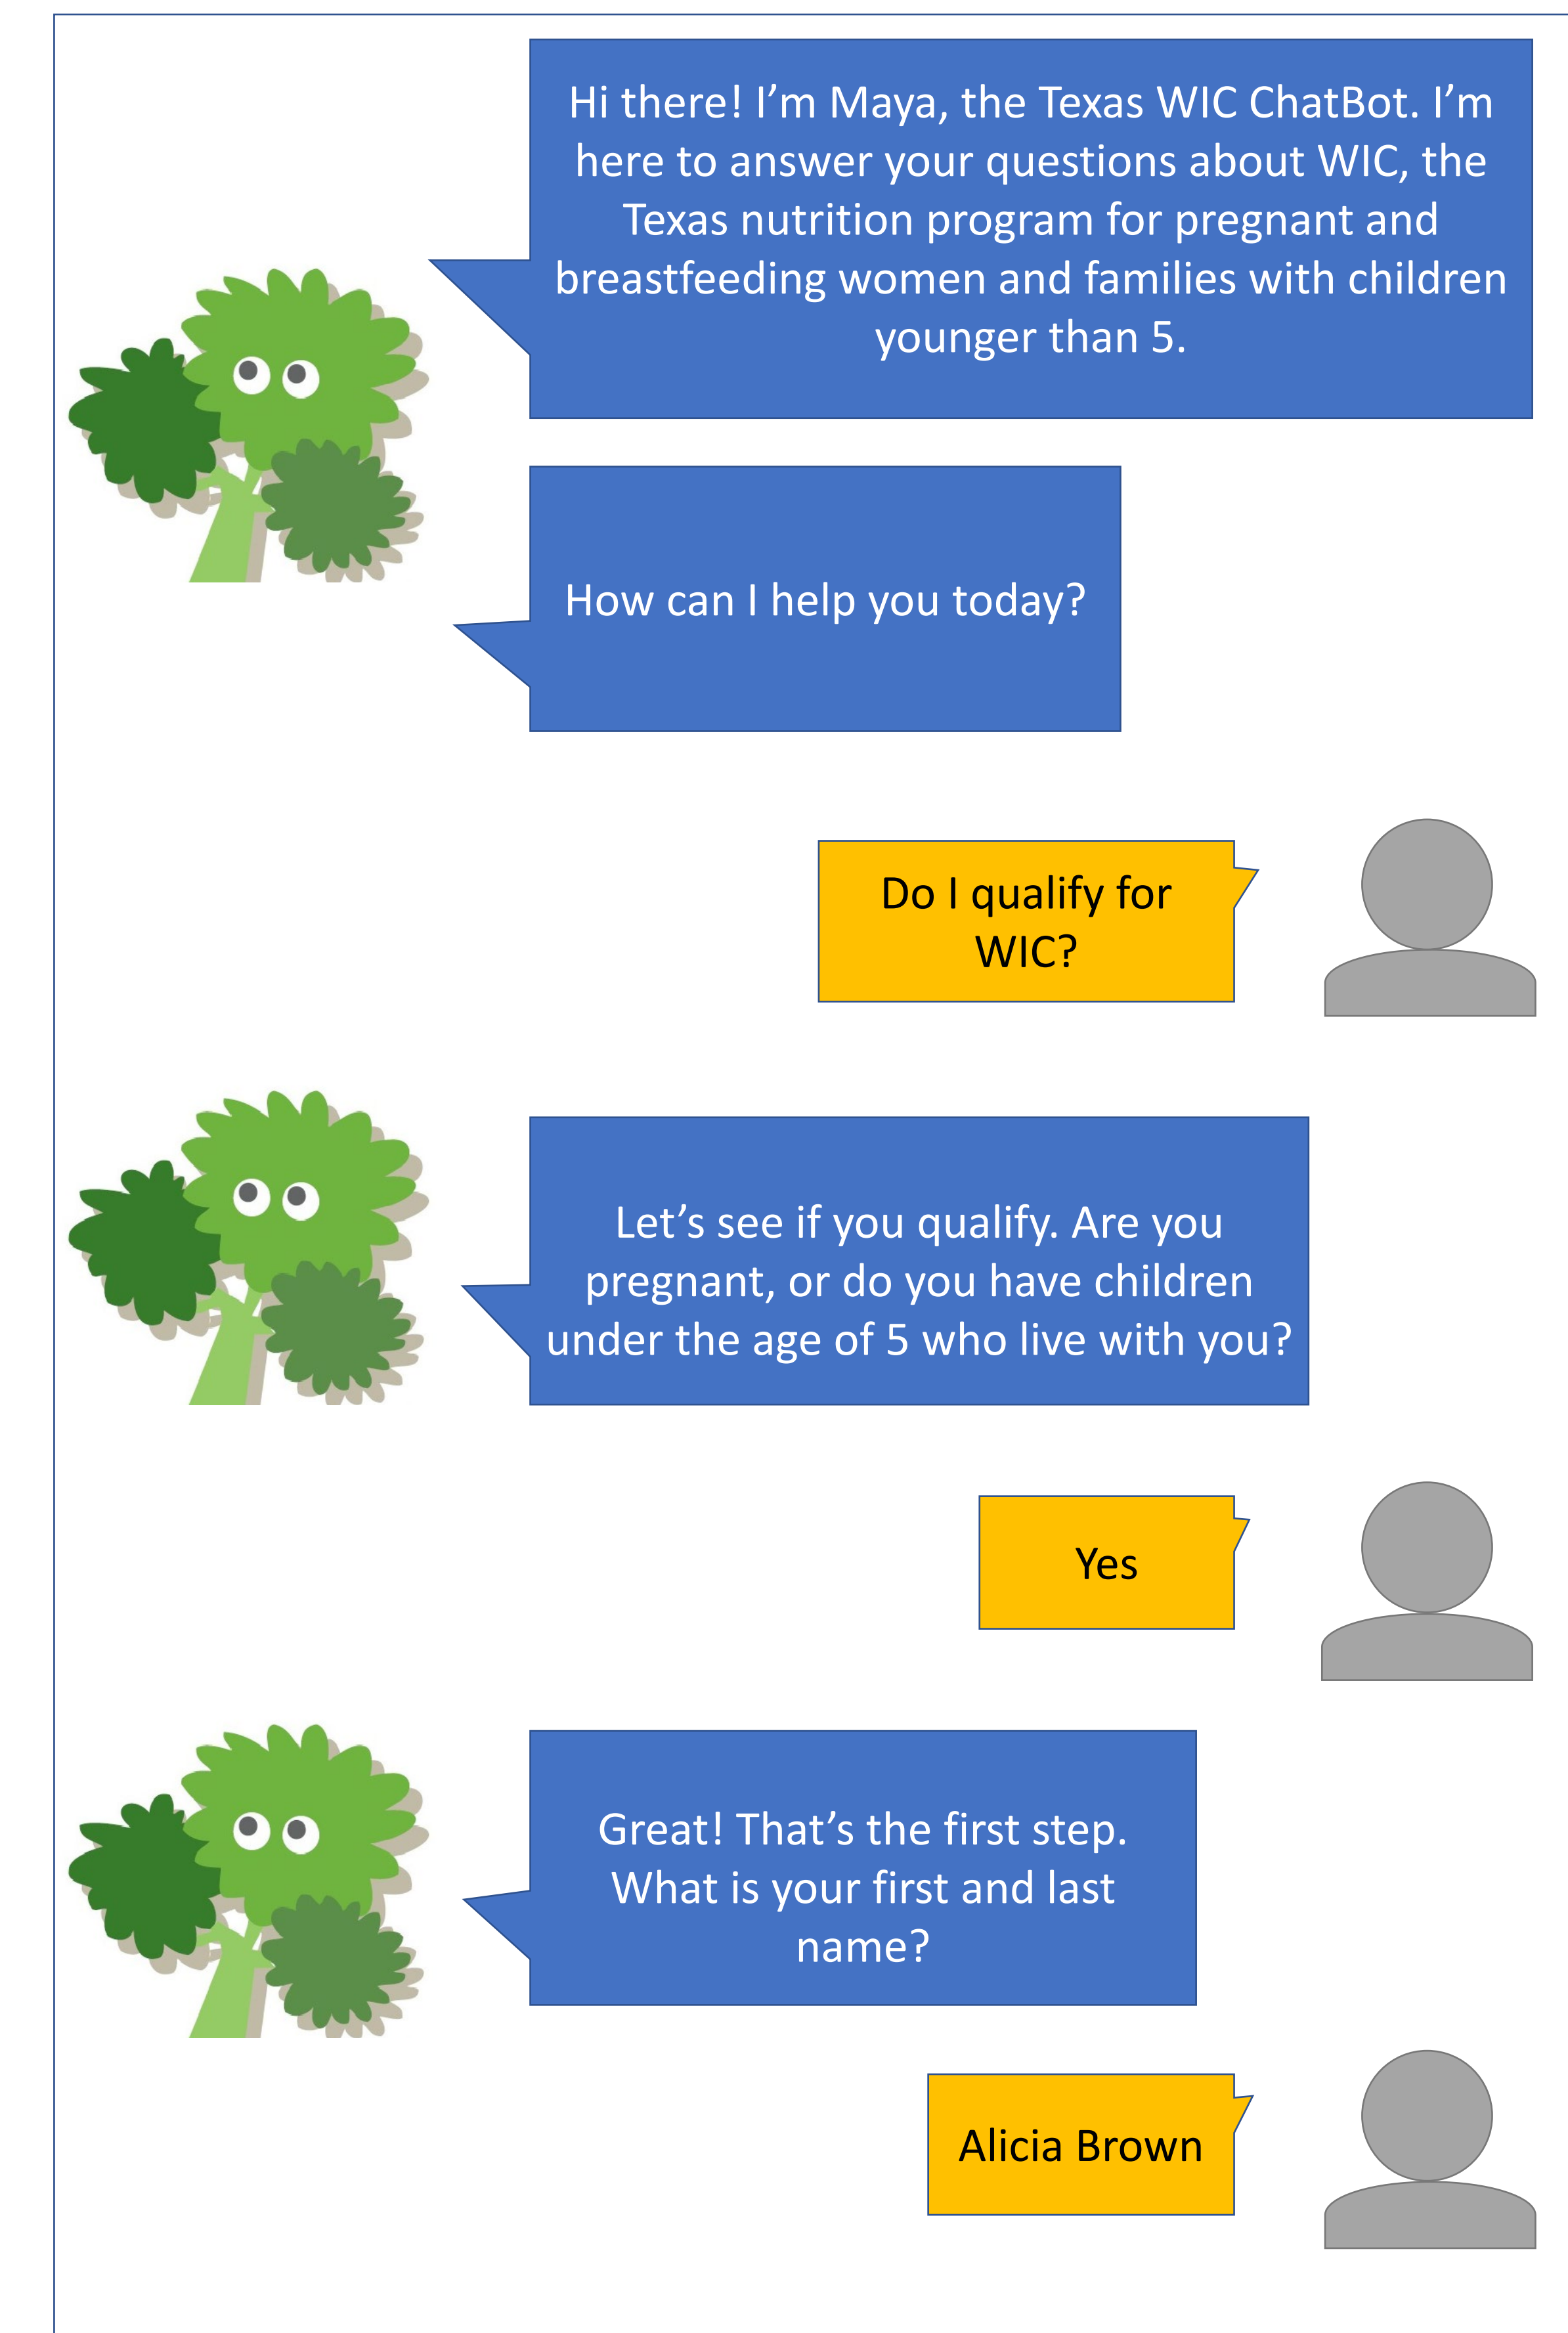 Hi there! I’m Maya, the Texas WIC ChatBot. I’m
here to answer your questions about WIC, the
Texas nutrition program for pregnant and
breastfeeding women and families with children
younger than 5.
How can I help you today?
Do I qualify for
WIC?
Let’s see if you qualify. Are you
pregnant, or do you have children
under the age of 5 who live with you?
Yes
Great! That’s the first step.
What is your first and last
name?
Alicia Brown